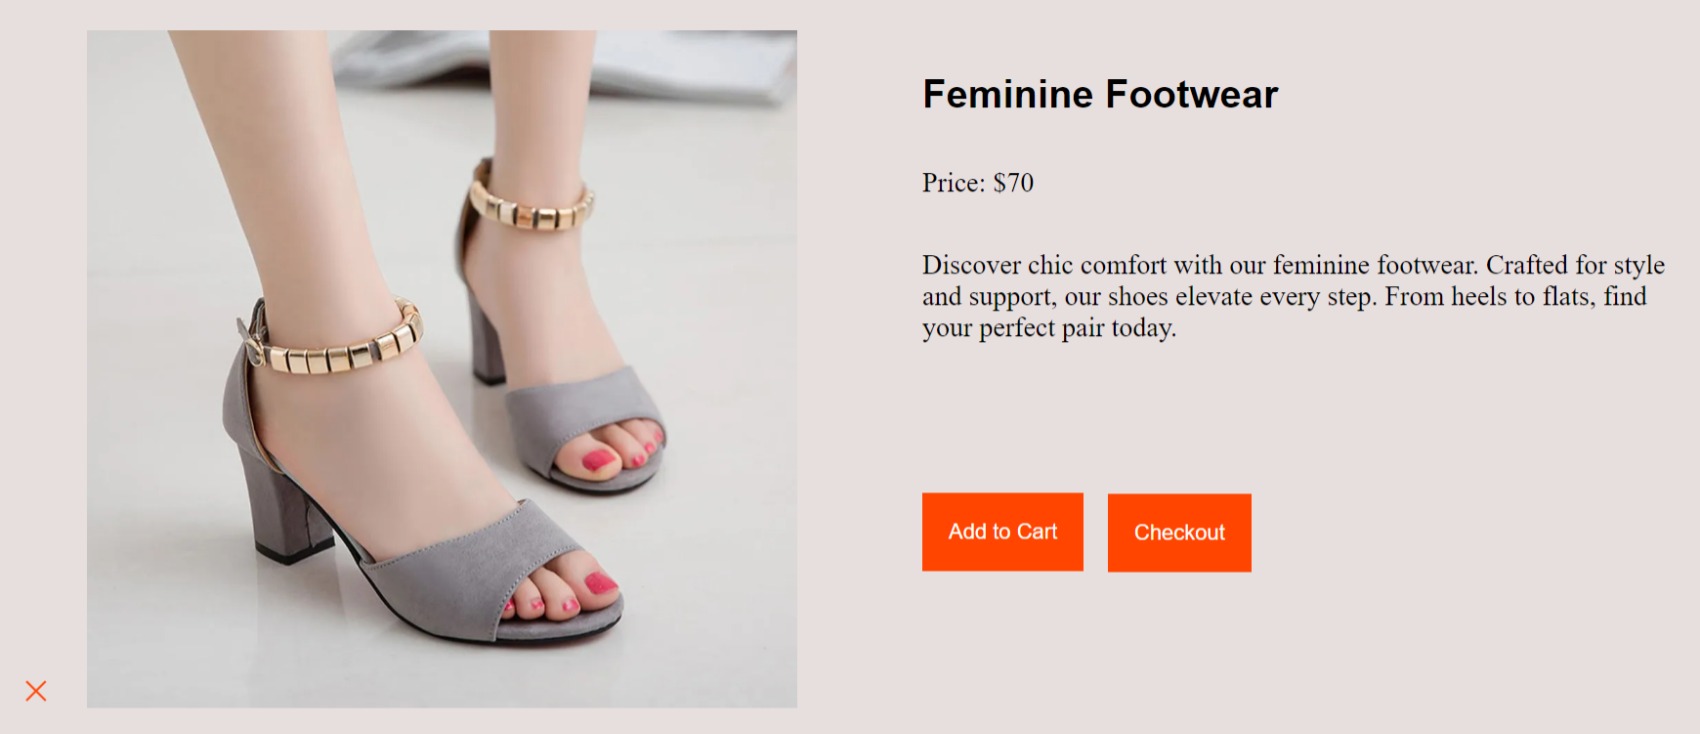 Feminine Footwear
Price: $70
Discover chic comfort with our feminine footwear. Crafted for style
and support, our shoes elevate every step. From heels to flats, find
your perfect pair today.
Add to Cart
Checkout